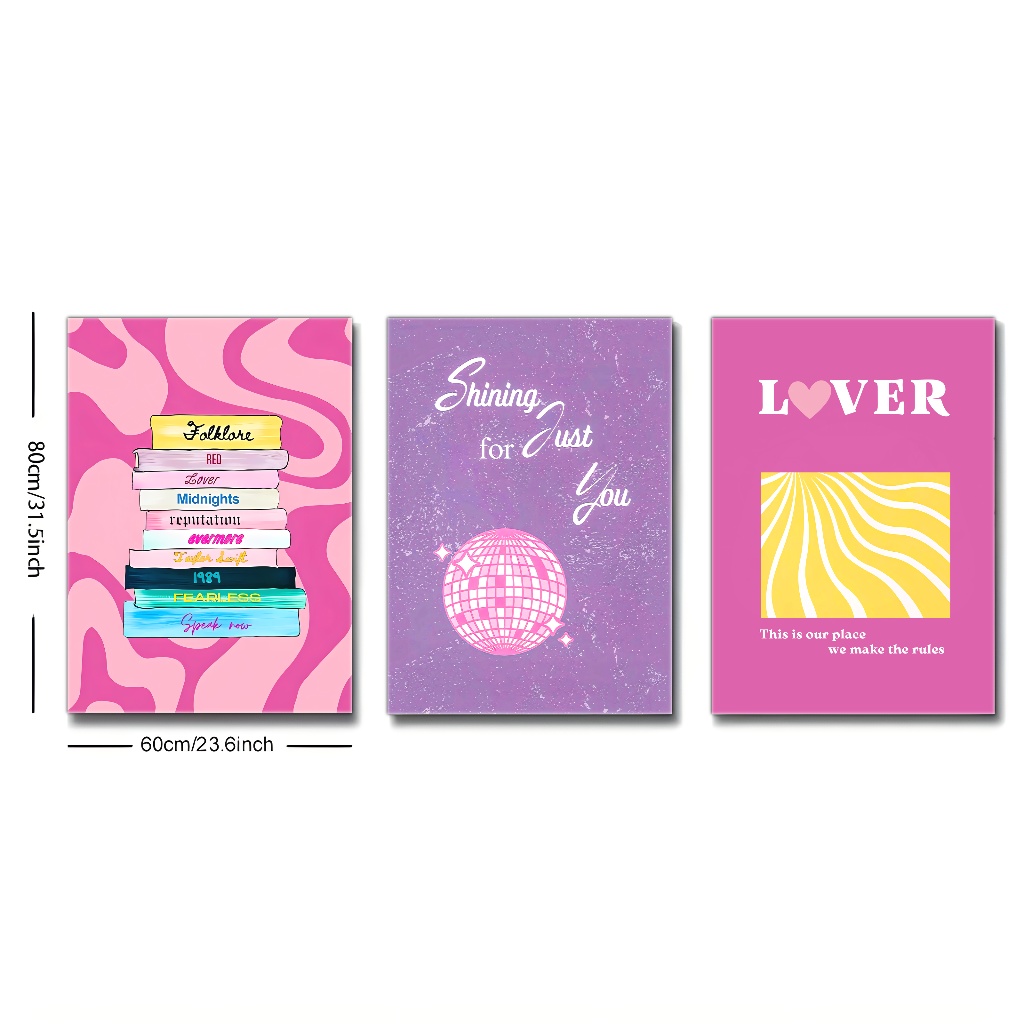 80cm/31.5inch
60cm/23.6inch
Folklore
RED
Lover
Midnights
reputation
evermore
Taylor Swift
1989
FEARLESS
Speak now
Shining
for Just
You
LOVER
This is our place
we make the rules